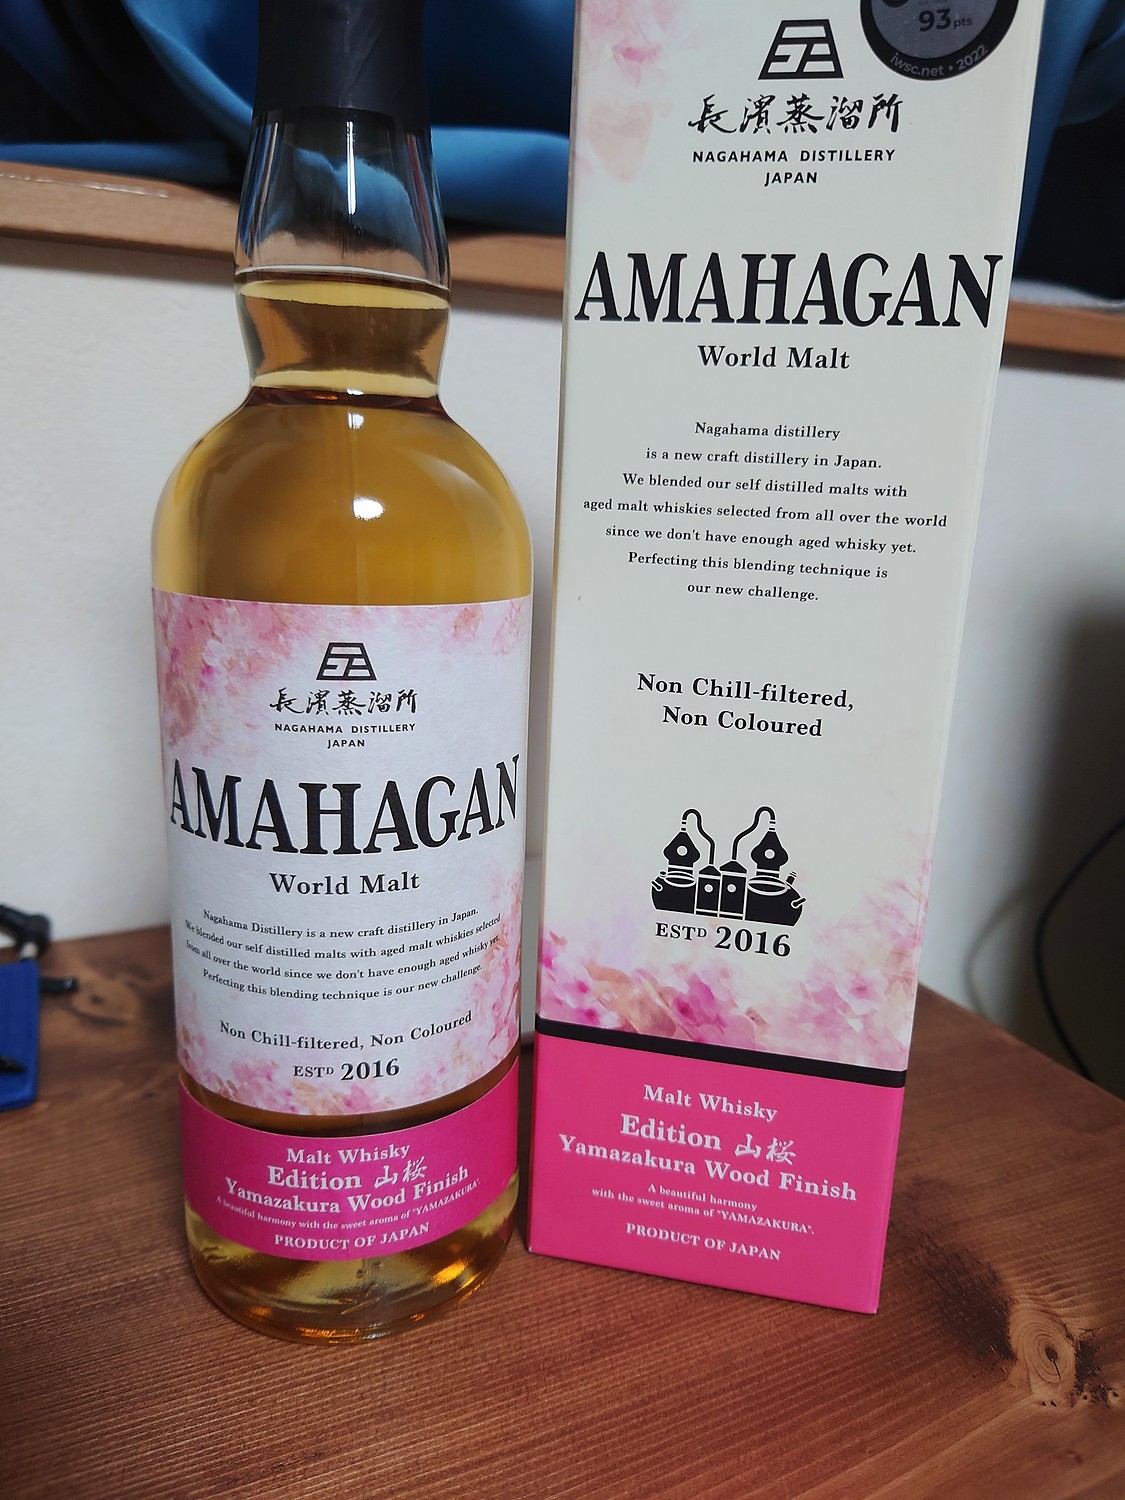 長濱蒸溜所
NAGAHAMA DISTILLERY
JAPAN
AMAHAGAN
World Malt
Nagahama Distillery is a new craft distillery in Japan.
We blended our self distilled malts with aged malt whiskies selected
from all over the world since we don't have enough aged whisky yet.
Perfecting this blending technique is our new challenge.
Non Chill-filtered, Non Coloured
ESTD 2016
Malt Whisky
Edition 山桜
Yamazakura Wood Finish
A beautiful harmony with the sweet aroma of "YAMAZAKURA".
PRODUCT OF JAPAN
93 pts
iwsc.net • 2022
長濱蒸溜所
NAGAHAMA DISTILLERY
JAPAN
AMAHAGAN
World Malt
Nagahama distillery
is a new craft distillery in Japan.
We blended our self distilled malts with
aged malt whiskies selected from all over the world
since we don't have enough aged whisky yet.
Perfecting this blending technique is
our new challenge.
Non Chill-filtered,
Non Coloured
ESTD 2016
Malt Whisky
Edition 山桜
Yamazakura Wood Finish
A beautiful harmony
with the sweet aroma of "YAMAZAKURA".
PRODUCT OF JAPAN